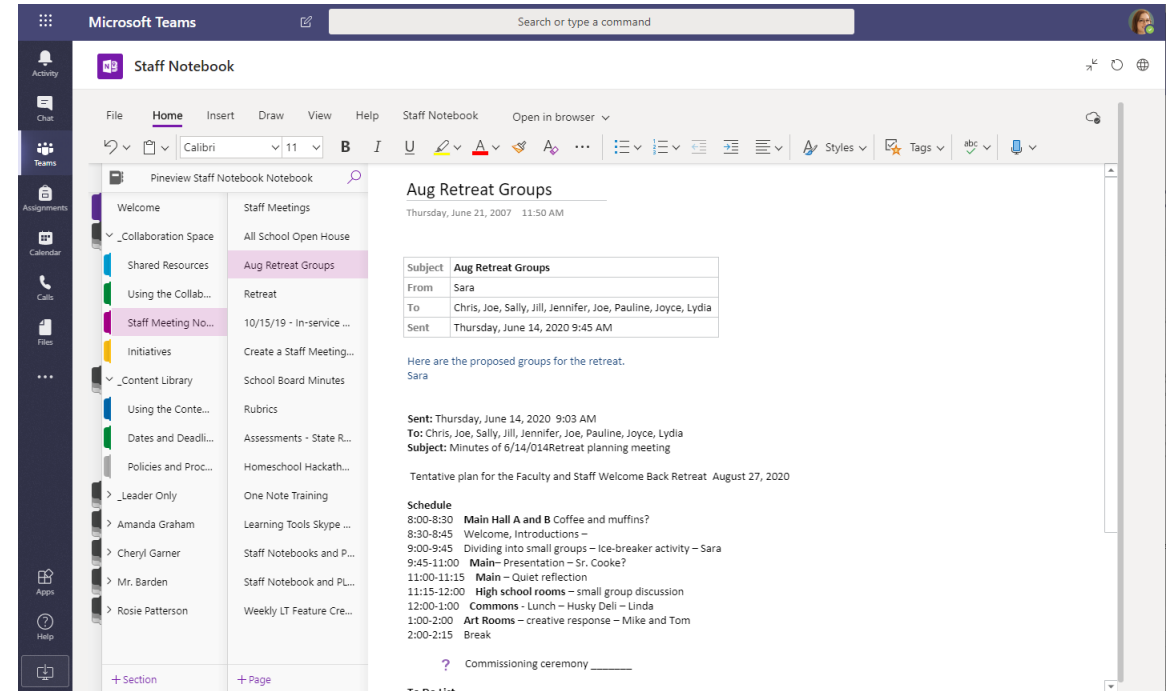 Microsoft Teams
Search or type a command
Activity
Chat
Teams
Assignments
Calendar
Calls
Files
Apps
Help
Staff Notebook
File Home Insert Draw View Help Staff Notebook Open in browser
Calibri 11 B I U A A Styles Tags abc
Pineview Staff Notebook Notebook
Welcome
_Collaboration Space
Shared Resources
Using the Collab...
Staff Meeting No...
Initiatives
_Content Library
Using the Conte...
Dates and Deadli...
Policies and Proc...
_Leader Only
Amanda Graham
Cheryl Garner
Mr. Barden
Rosie Patterson
+ Section
Staff Meetings
All School Open House
Aug Retreat Groups
Retreat
10/15/19 - In-service ...
Create a Staff Meeting...
School Board Minutes
Rubrics
Assessments - State R...
Homeschool Hackath...
One Note Training
Learning Tools Skype ...
Staff Notebooks and P...
Staff Notebook and PL...
Weekly LT Feature Cre...
+ Page
Aug Retreat Groups
Thursday, June 21, 2007 11:50 AM
Subject Aug Retreat Groups
From Sara
To Chris, Joe, Sally, Jill, Jennifer, Joe, Pauline, Joyce, Lydia
Sent Thursday, June 14, 2020 9:45 AM
Here are the proposed groups for the retreat.
Sara
Sent: Thursday, June 14, 2020 9:03 AM
To: Chris, Joe, Sally, Jill, Jennifer, Joe, Pauline, Joyce, Lydia
Subject: Minutes of 6/14/014Retreat planning meeting
Tentative plan for the Faculty and Staff Welcome Back Retreat August 27, 2020
Schedule
8:00-8:30 Main Hall A and B Coffee and muffins?
8:30-8:45 Welcome, Introductions –
9:00-9:45 Dividing into small groups – Ice-breaker activity – Sara
9:45-11:00 Main– Presentation – Sr. Cooke?
11:00-11:15 Main – Quiet reflection
11:15-12:00 High school rooms – small group discussion
12:00-1:00 Commons - Lunch – Husky Deli – Linda
1:00-2:00 Art Rooms – creative response – Mike and Tom
2:00-2:15 Break
? Commissioning ceremony _______
To Do List